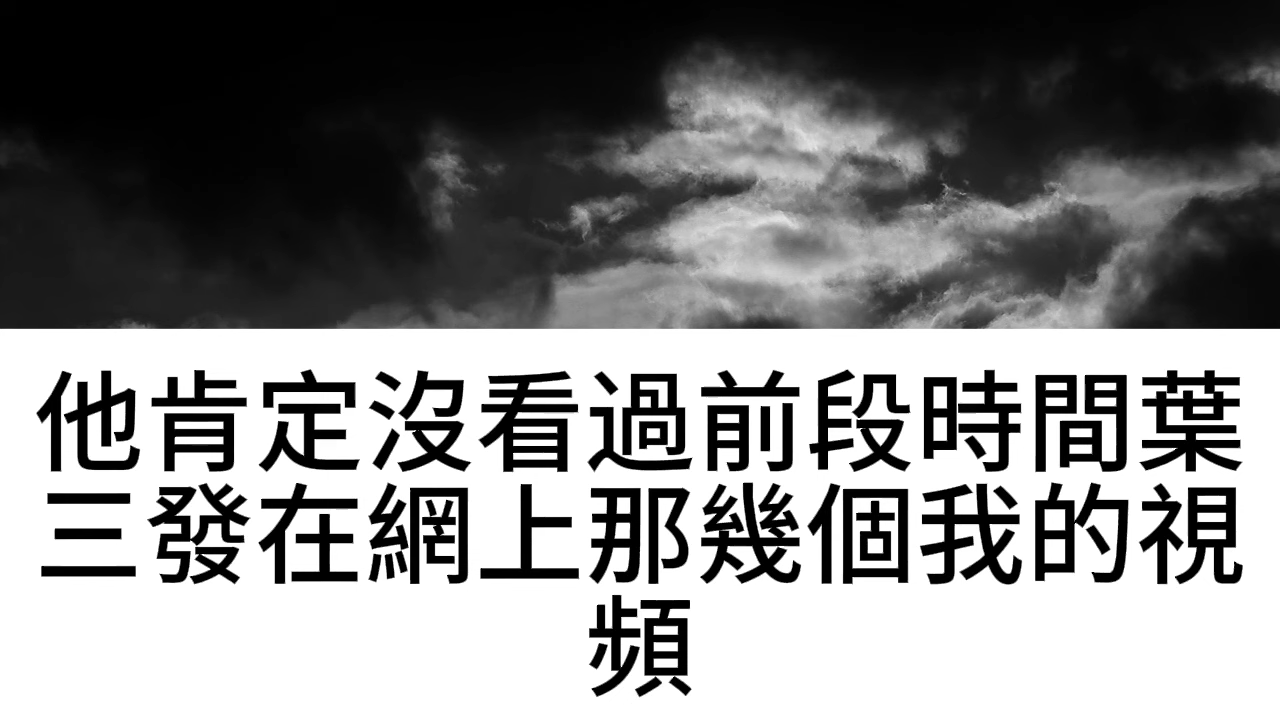 他肯定沒看過前段時間葉
三發在網上那幾個我的視
頻